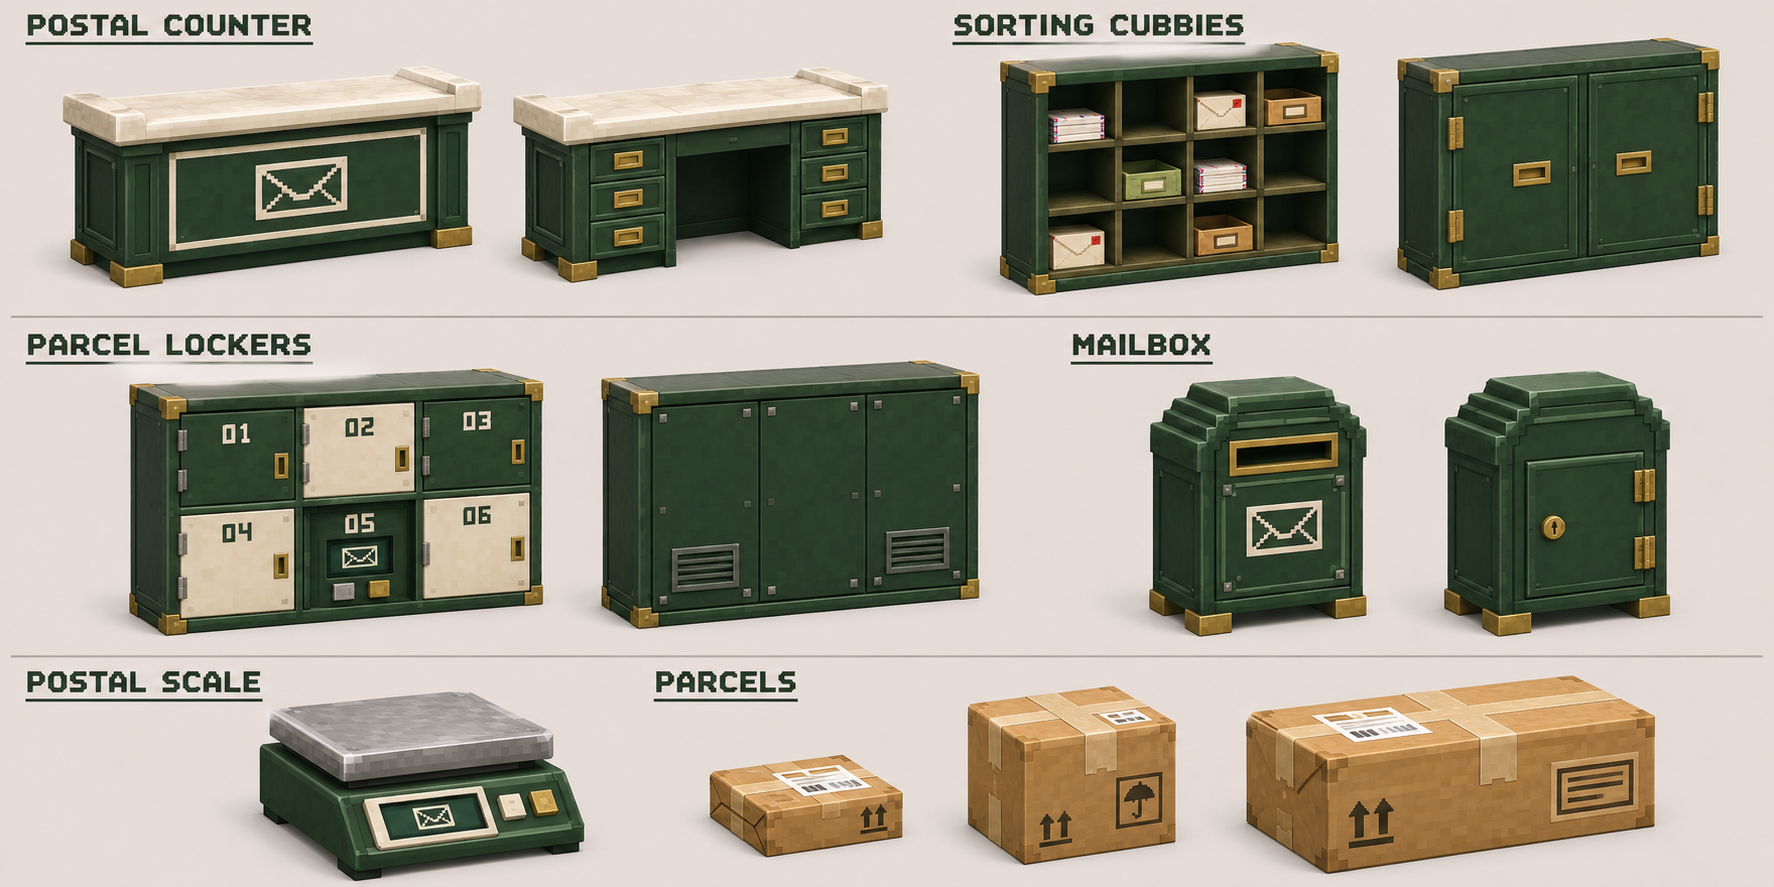 POSTAL COUNTER
SORTING CUBBIES
PARCEL LOCKERS
MAILBOX
01
02
03
04
05
06
POSTAL SCALE
PARCELS